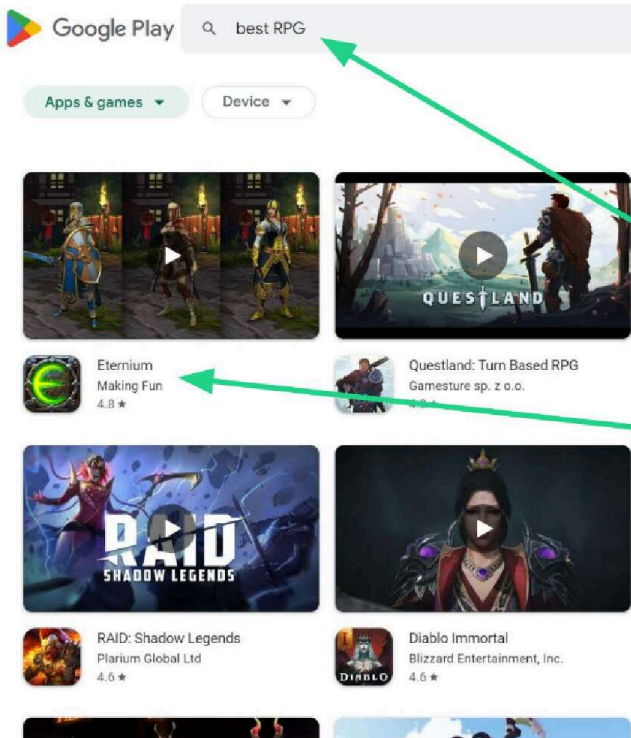 Google Play
best RPG
Apps & games
Device
QUESTLAND
Eternium
Making Fun
4.8 ★
Questland: Turn Based RPG
Gamesture sp. z o.o.
RAID
SHADOW LEGENDS
RAID: Shadow Legends
Plarium Global Ltd
4.6 ★
DIABLO
Diablo Immortal
Blizzard Entertainment, Inc.
4.6 ★